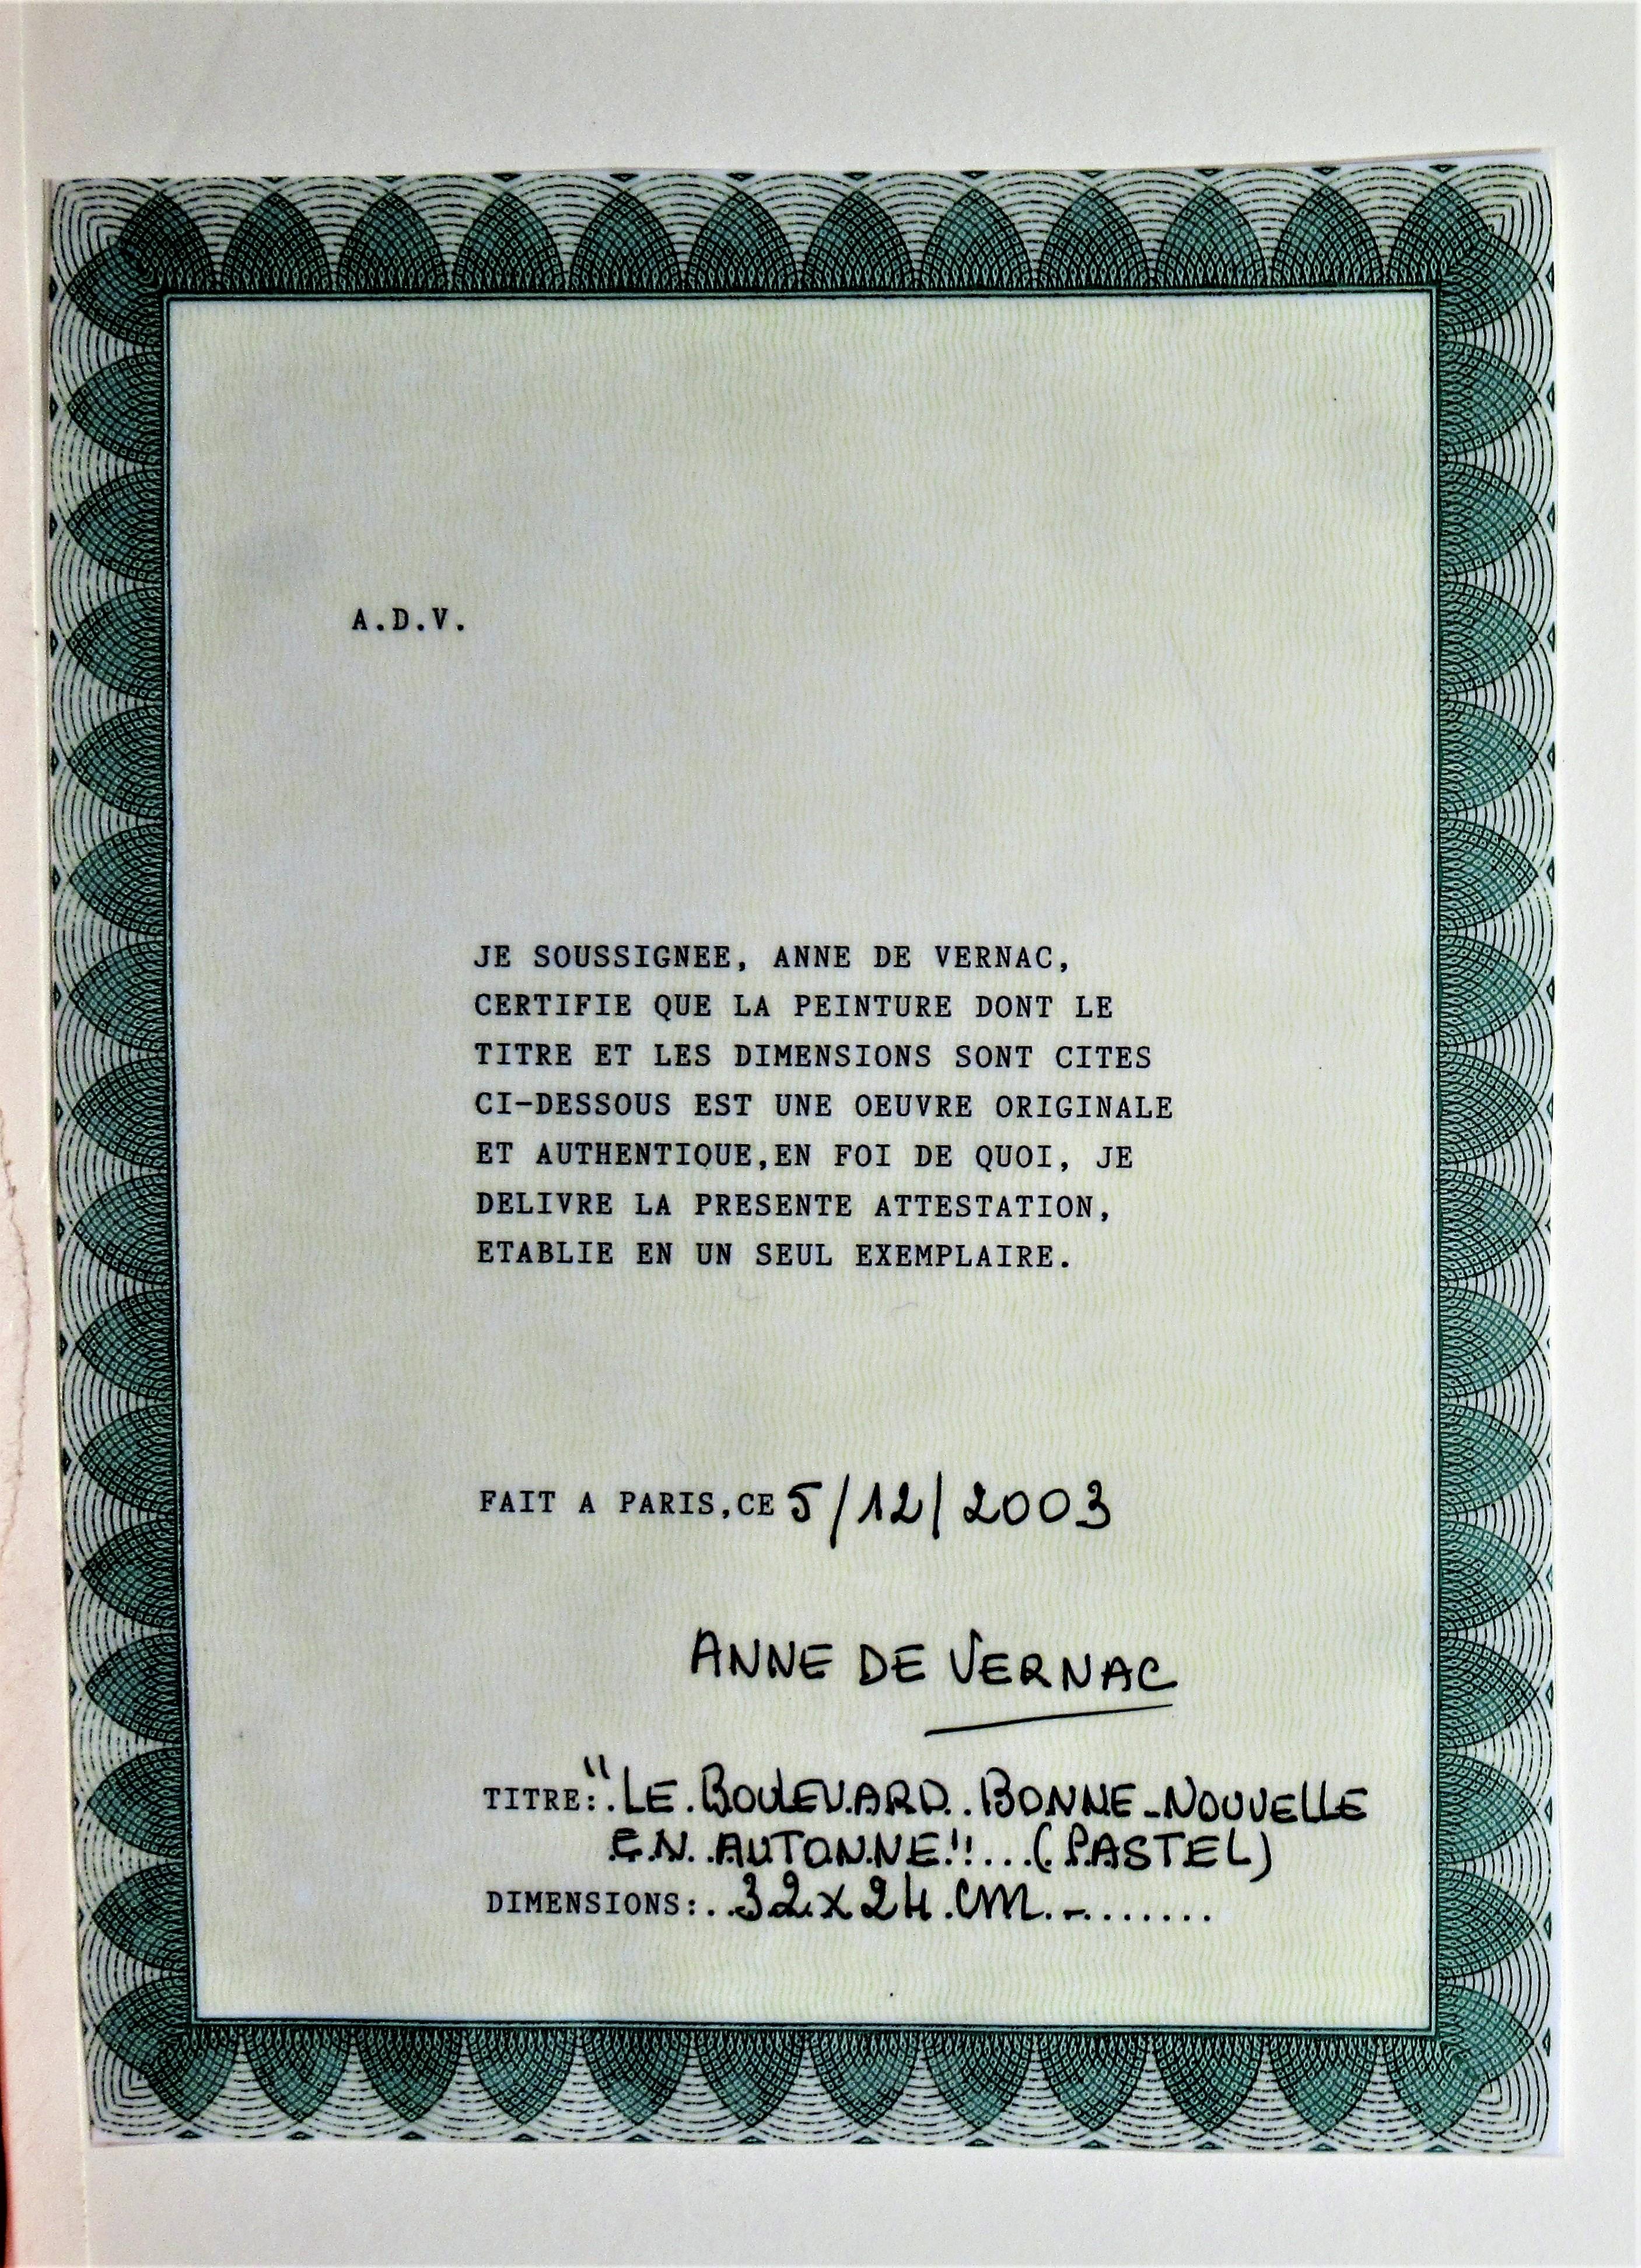 A.D.V.
JE SOUSSIGNEE, ANNE DE VERNAC,
CERTIFIE QUE LA PEINTURE DONT LE
TITRE ET LES DIMENSIONS SONT CITES
CI-DESSOUS EST UNE OEUVRE ORIGINALE
ET AUTHENTIQUE,EN FOI DE QUOI, JE
DELIVRE LA PRESENTE ATTESTATION,
ETABLIE EN UN SEUL EXEMPLAIRE.
FAIT A PARIS,CE 5/12/2003
ANNE DE VERNAC
TITRE: "LE BOULEVARD BONNE-NOUVELLE
EN AUTONNE"...(PASTEL)
DIMENSIONS:..32x24.cm.-.......